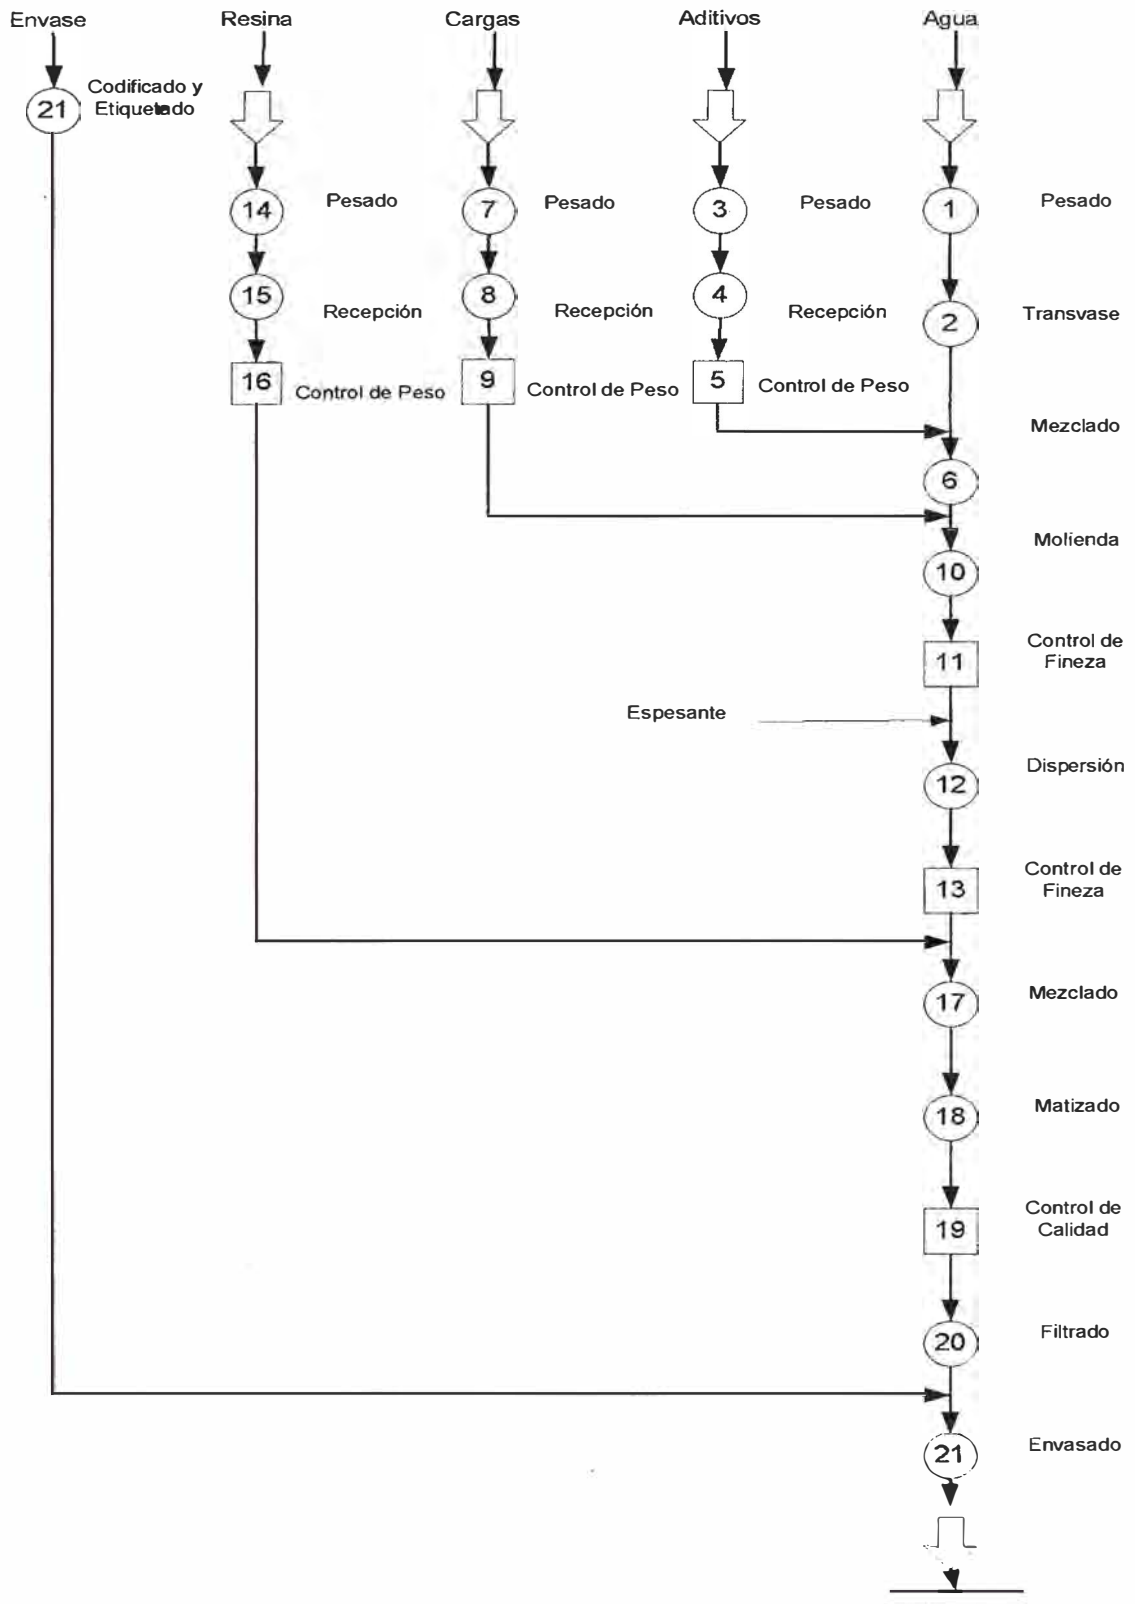 Envase Resina Cargas Aditivos Agua
Codificado y
21 Etiquetado
14 Pesado 7 Pesado 3 Pesado 1 Pesado
15 Recepción 8 Recepción 4 Recepción 2 Transvase
16 Control de Peso 9 Control de Peso 5 Control de Peso
Mezclado
6
Molienda
10
Control de
11 Fineza
Espesante
Dispersión
12
Control de
13 Fineza
17 Mezclado
18 Matizado
Control de
19 Calidad
20 Filtrado
21 Envasado